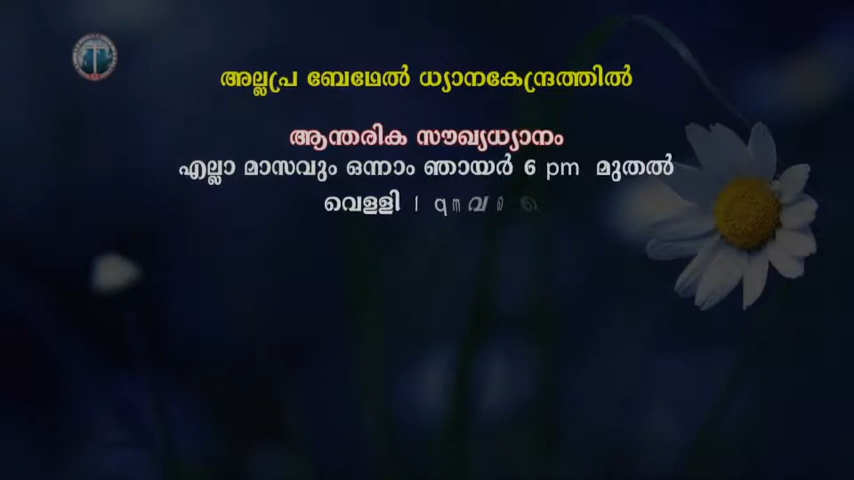 അല്ലപ്ര ബേഥേൽ ധ്യാനകേന്ദ്രത്തിൽ
ആന്തരിക സൗഖ്യധ്യാനം
എല്ലാ മാസവും ഒന്നാം ഞായർ 6 pm മുതൽ
വെള്ളി